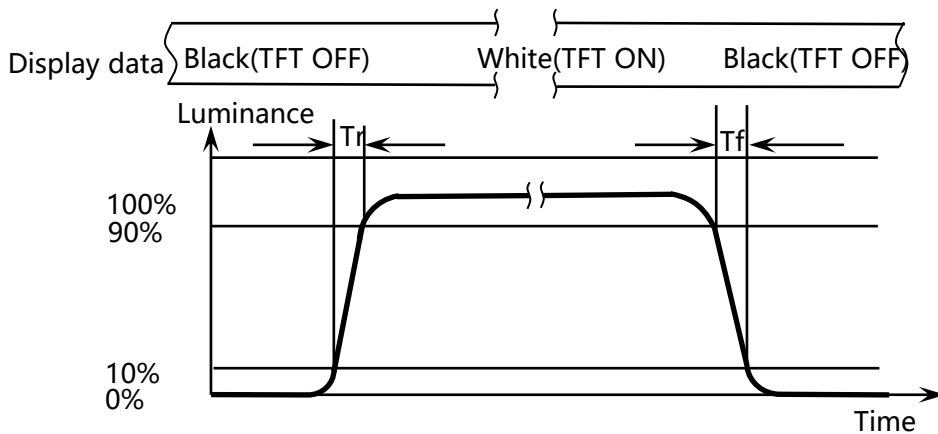 Display data
Black(TFT OFF)
White(TFT ON)
Black(TFT OFF)
Luminance
Tr
Tf
100%
90%
10%
0%
Time